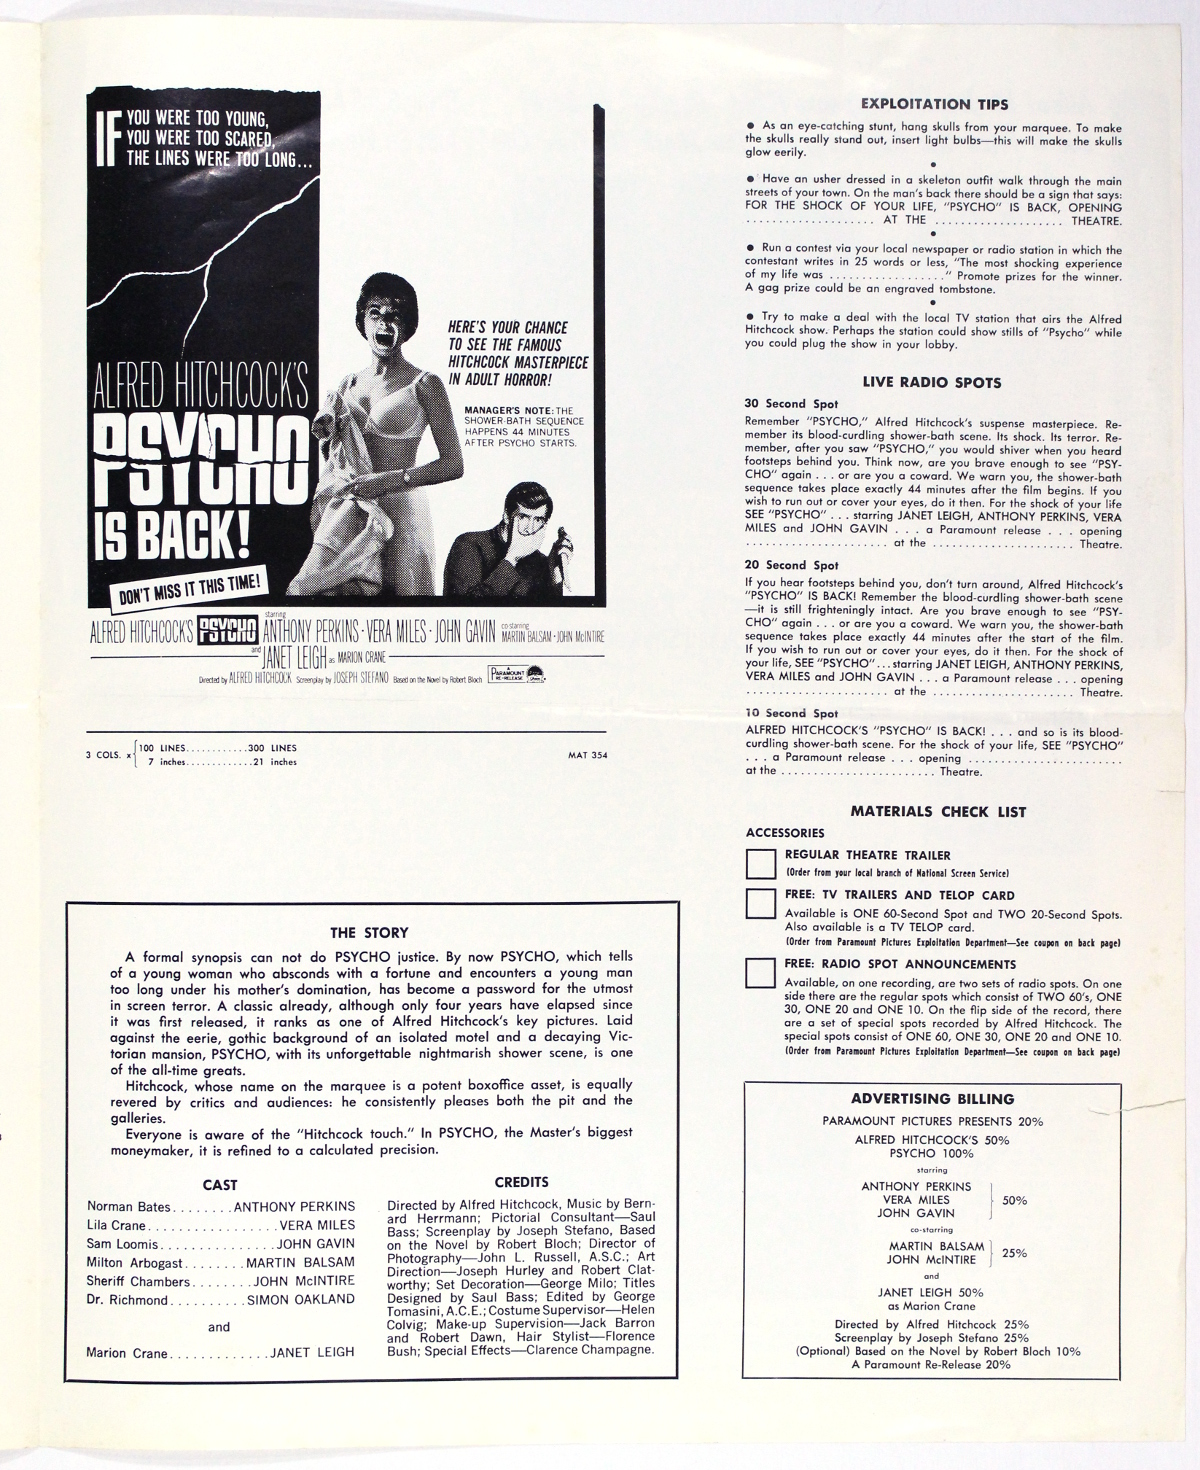 IF YOU WERE TOO YOUNG,
YOU WERE TOO SCARED,
THE LINES WERE TOO LONG...
HERE'S YOUR CHANCE
TO SEE THE FAMOUS
HITCHCOCK MASTERPIECE
IN ADULT HORROR!
MANAGER'S NOTE: THE
SHOWER-BATH SEQUENCE
HAPPENS 44 MINUTES
AFTER PSYCHO STARTS.
ALFRED HITCHCOCK'S
PSYCHO
IS BACK!
DON'T MISS IT THIS TIME!
ALFRED HITCHCOCK'S PSYCHO starring ANTHONY PERKINS · VERA MILES · JOHN GAVIN co-starring MARTIN BALSAM · JOHN McINTIRE
and JANET LEIGH as MARION CRANE
Directed by ALFRED HITCHCOCK Screenplay by JOSEPH STEFANO Based on the Novel by Robert Bloch A PARAMOUNT RE-RELEASE
3 COLS. x { 100 LINES............300 LINES
7 inches.............21 inches
MAT 354
THE STORY
A formal synopsis can not do PSYCHO justice. By now PSYCHO, which tells
of a young woman who absconds with a fortune and encounters a young man
too long under his mother's domination, has become a password for the utmost
in screen terror. A classic already, although only four years have elapsed since
it was first released, it ranks as one of Alfred Hitchcock's key pictures. Laid
against the eerie, gothic background of an isolated motel and a decaying Vic-
torian mansion, PSYCHO, with its unforgettable nightmarish shower scene, is one
of the all-time greats.
Hitchcock, whose name on the marquee is a potent boxoffice asset, is equally
revered by critics and audiences: he consistently pleases both the pit and the
galleries.
Everyone is aware of the "Hitchcock touch." In PSYCHO, the Master's biggest
moneymaker, it is refined to a calculated precision.
CAST
Norman Bates........ANTHONY PERKINS
Lila Crane.................VERA MILES
Sam Loomis...............JOHN GAVIN
Milton Arbogast........MARTIN BALSAM
Sheriff Chambers........JOHN McINTIRE
Dr. Richmond..........SIMON OAKLAND
and
Marion Crane.............JANET LEIGH
CREDITS
Directed by Alfred Hitchcock, Music by Bern-
ard Herrmann; Pictorial Consultant—Saul
Bass; Screenplay by Joseph Stefano, Based
on the Novel by Robert Bloch; Director of
Photography—John L. Russell, A.S.C.; Art
Direction—Joseph Hurley and Robert Clat-
worthy; Set Decoration—George Milo; Titles
Designed by Saul Bass; Edited by George
Tomasini, A.C.E.; Costume Supervisor—Helen
Colvig; Make-up Supervision—Jack Barron
and Robert Dawn, Hair Stylist—Florence
Bush; Special Effects—Clarence Champagne.
EXPLOITATION TIPS
● As an eye-catching stunt, hang skulls from your marquee. To make
the skulls really stand out, insert light bulbs—this will make the skulls
glow eerily.
●
● Have an usher dressed in a skeleton outfit walk through the main
streets of your town. On the man's back there should be a sign that says:
FOR THE SHOCK OF YOUR LIFE, "PSYCHO" IS BACK, OPENING
................... AT THE ................... THEATRE.
●
● Run a contest via your local newspaper or radio station in which the
contestant writes in 25 words or less, "The most shocking experience
of my life was .................." Promote prizes for the winner.
A gag prize could be an engraved tombstone.
●
● Try to make a deal with the local TV station that airs the Alfred
Hitchcock show. Perhaps the station could show stills of "Psycho" while
you could plug the show in your lobby.
LIVE RADIO SPOTS
30 Second Spot
Remember "PSYCHO," Alfred Hitchcock's suspense masterpiece. Re-
member its blood-curdling shower-bath scene. Its shock. Its terror. Re-
member, after you saw "PSYCHO," you would shiver when you heard
footsteps behind you. Think now, are you brave enough to see "PSY-
CHO" again . . . or are you a coward. We warn you, the shower-bath
sequence takes place exactly 44 minutes after the film begins. If you
wish to run out or cover your eyes, do it then. For the shock of your life
SEE "PSYCHO" . . . starring JANET LEIGH, ANTHONY PERKINS, VERA
MILES and JOHN GAVIN . . . a Paramount release . . . opening
..................... at the ..................... Theatre.
20 Second Spot
If you hear footsteps behind you, don't turn around, Alfred Hitchcock's
"PSYCHO" IS BACK! Remember the blood-curdling shower-bath scene
—it is still frighteningly intact. Are you brave enough to see "PSY-
CHO" again . . . or are you a coward. We warn you, the shower-bath
sequence takes place exactly 44 minutes after the start of the film.
If you wish to run out or cover your eyes, do it then. For the shock of
your life, SEE "PSYCHO" . . . starring JANET LEIGH, ANTHONY PERKINS,
VERA MILES and JOHN GAVIN . . . a Paramount release . . . opening
..................... at the ..................... Theatre.
10 Second Spot
ALFRED HITCHCOCK'S "PSYCHO" IS BACK! . . . and so is its blood-
curdling shower-bath scene. For the shock of your life, SEE "PSYCHO"
. . . a Paramount release . . . opening .......................
at the ....................... Theatre.
MATERIALS CHECK LIST
ACCESSORIES
REGULAR THEATRE TRAILER
(Order from your local branch of National Screen Service)
FREE: TV TRAILERS AND TELOP CARD
Available is ONE 60-Second Spot and TWO 20-Second Spots.
Also available is a TV TELOP card.
(Order from Paramount Pictures Exploitation Department—See coupon on back page)
FREE: RADIO SPOT ANNOUNCEMENTS
Available, on one recording, are two sets of radio spots. On one
side there are the regular spots which consist of TWO 60's, ONE
30, ONE 20 and ONE 10. On the flip side of the record, there
are a set of special spots recorded by Alfred Hitchcock. The
special spots consist of ONE 60, ONE 30, ONE 20 and ONE 10.
(Order from Paramount Pictures Exploitation Department—See coupon on back page)
ADVERTISING BILLING
PARAMOUNT PICTURES PRESENTS 20%
ALFRED HITCHCOCK'S 50%
PSYCHO 100%
starring
ANTHONY PERKINS
VERA MILES 50%
JOHN GAVIN
co-starring
MARTIN BALSAM
JOHN McINTIRE 25%
and
JANET LEIGH 50%
as Marion Crane
Directed by Alfred Hitchcock 25%
Screenplay by Joseph Stefano 25%
(Optional) Based on the Novel by Robert Bloch 10%
A Paramount Re-Release 20%